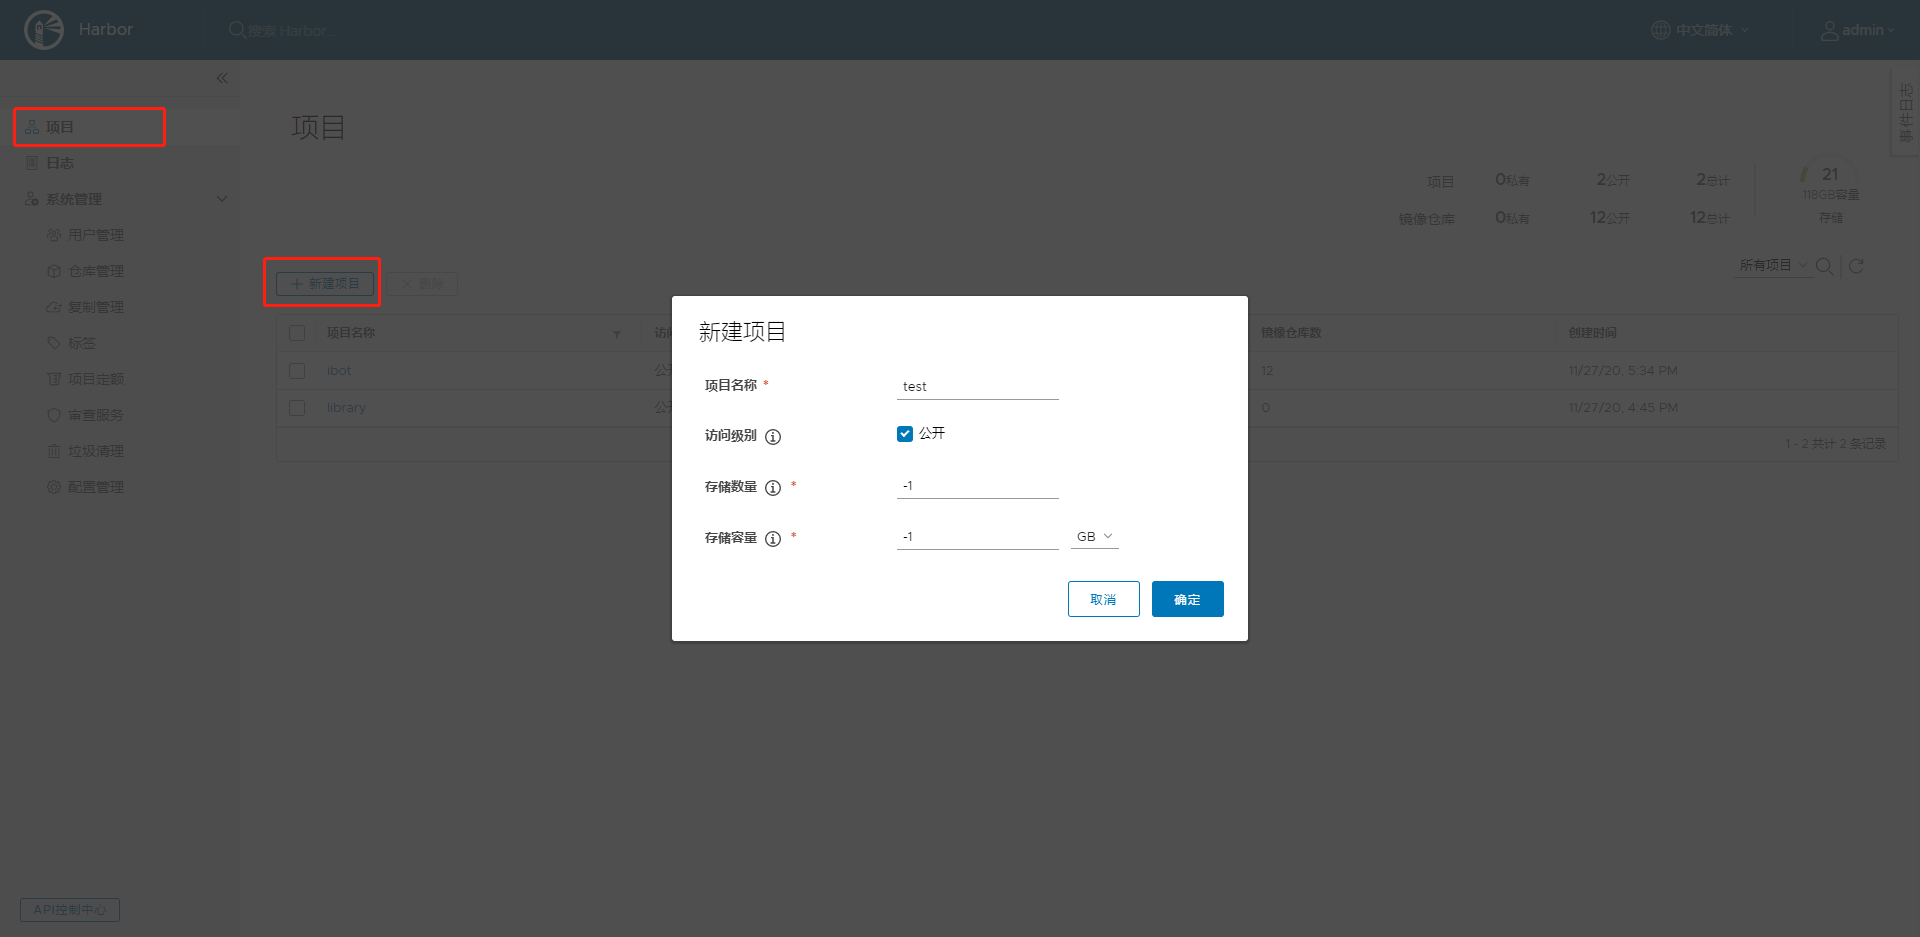 Harbor
搜索 Harbor...
中文简体
admin
事件日志
项目
日志
系统管理
用户管理
仓库管理
复制管理
标签
项目定额
审查服务
垃圾清理
配置管理
API控制中心
项目
项目 0私有 2公开 2总计
镜像仓库 0私有 12公开 12总计
21
118GB容量
存储
新建项目 删除
所有项目
项目名称 访问 镜像仓库数 创建时间
ibot 公开 12 11/27/20, 5:34 PM
library 公开 0 11/27/20, 4:45 PM
1 - 2 共计 2 条记录
新建项目
项目名称 * test
访问级别 公开
存储数量 * -1
存储容量 * -1 GB
取消 确定